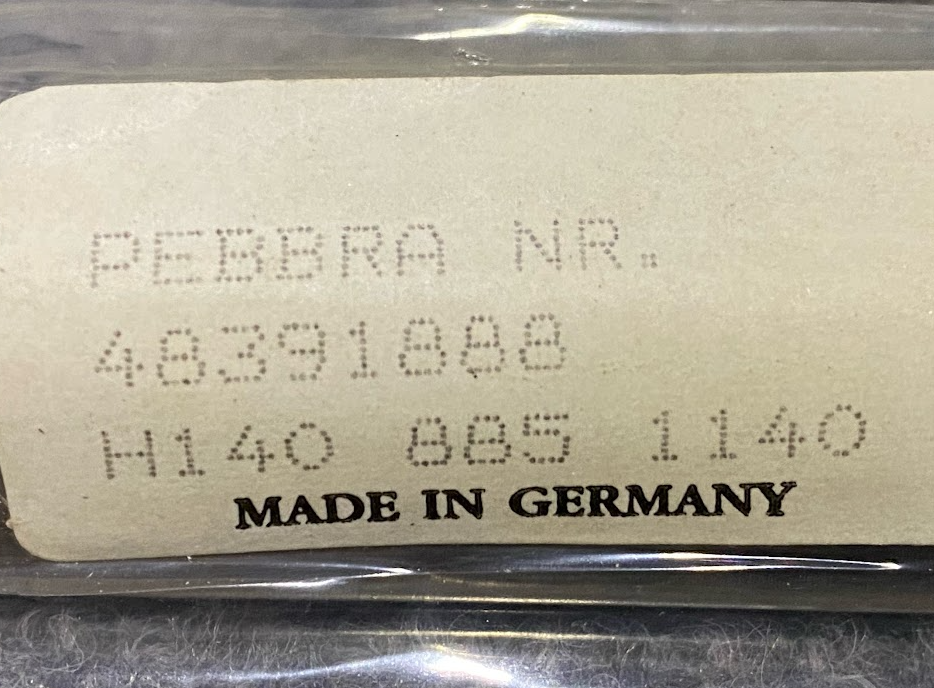 PEBBRA NR.
48391888
H140 885 1140
MADE IN GERMANY